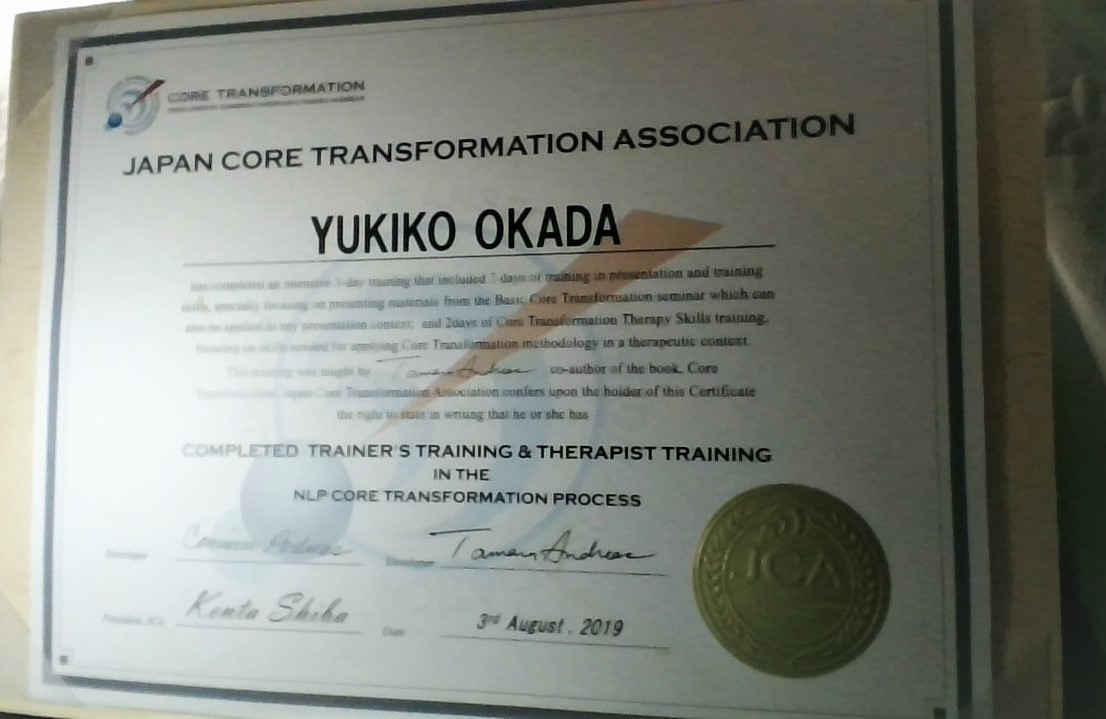 CORE TRANSFORMATION
JAPAN CORE TRANSFORMATION ASSOCIATION
YUKIKO OKADA
has completed an intensive 5-day training that included days of training in presentation and training
skills, specially focusing on presenting materials from the Basic Core Transformation seminar which can
also be applied in any presentation context, and 2days of Core Transformation Therapy Skills training,
focusing on skills needed for applying Core Transformation methodology in a therapeutic context
This training was taught by Tamara Andreas co-author of the book, Core
Transformation Japan Core Transformation Association confers upon the holder of this Certificate
the right to state in writing that he or she has
COMPLETED TRAINER'S TRAINING & THERAPIST TRAINING
IN THE
NLP CORE TRANSFORMATION PROCESS
Developer Developer Tamara Andreas
President, JCA Kenta Shiba Date 3rd August, 2019
JCA